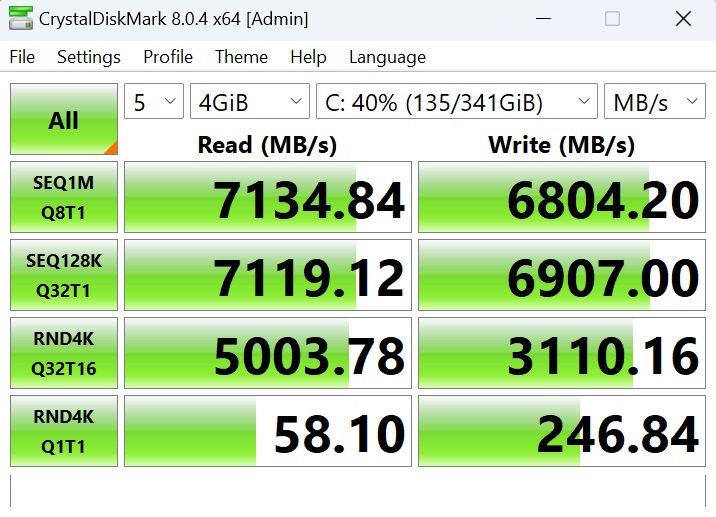 CrystalDiskMark 8.0.4 x64 [Admin]
File Settings Profile Theme Help Language
All 5 4GiB C: 40% (135/341GiB) MB/s
Read (MB/s) Write (MB/s)
SEQ1M
Q8T1 7134.84 6804.20
SEQ128K
Q32T1 7119.12 6907.00
RND4K
Q32T16 5003.78 3110.16
RND4K
Q1T1 58.10 246.84